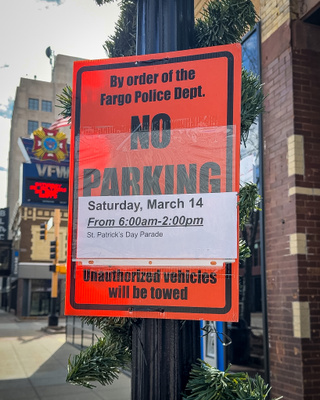 By order of the
Fargo Police Dept.
NO
PARKING
Saturday, March 14
From 6:00am-2:00pm
St. Patrick's Day Parade
Unauthorized vehicles
will be towed
VFW